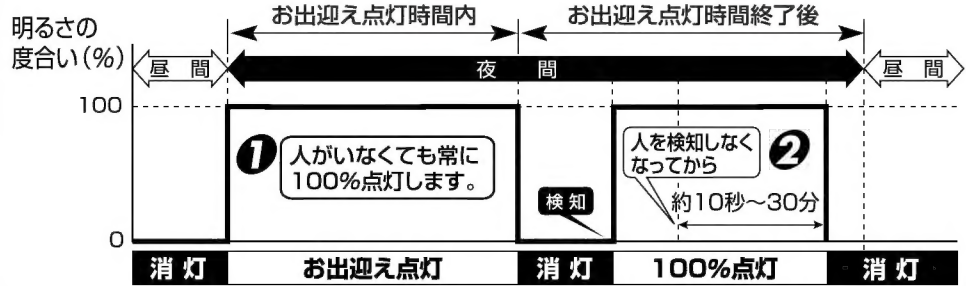 お出迎え点灯時間内
お出迎え点灯時間終了後
明るさの
度合い(%)
昼 間
夜 間
昼 間
100
❶
人がいなくても常に
100%点灯します。
検知
人を検知しなく
なってから
❷
約10秒〜30分
0
消灯
お出迎え点灯
消灯
100%点灯
消灯